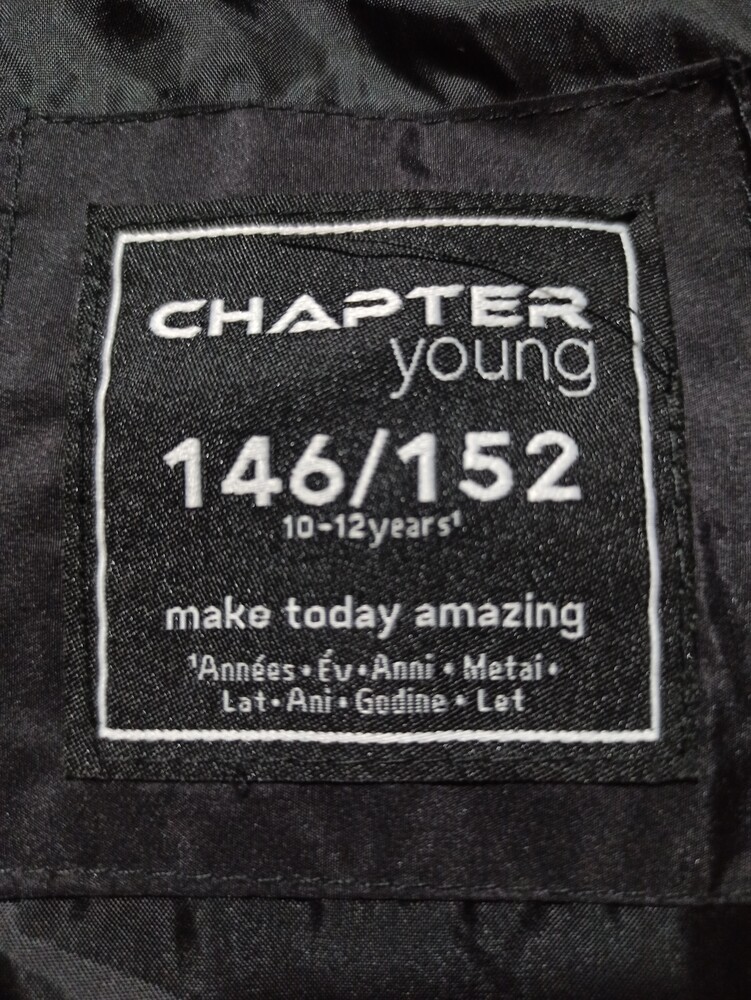 CHAPTER
young
146/152
10-12years¹
make today amazing
¹Années • Év • Anni • Metai •
Lat • Ani • Godine • Let